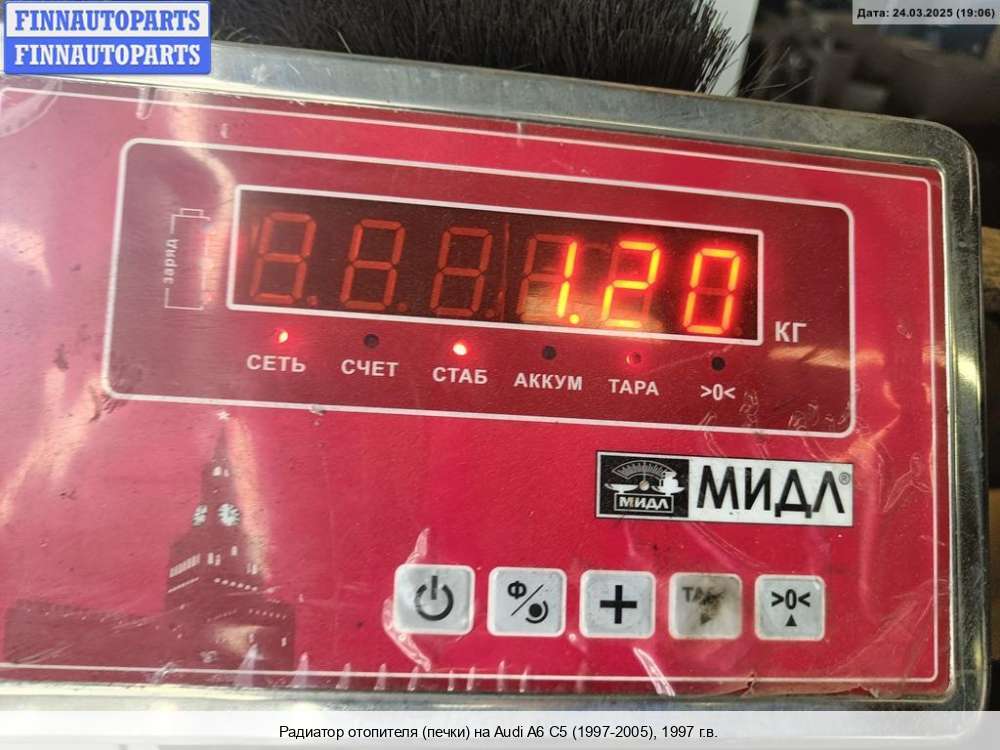 FINNAUTOPARTS
FINNAUTOPARTS
Дата: 24.03.2025 (19:06)
заряд
1.20
КГ
СЕТЬ СЧЕТ СТАБ АККУМ ТАРА >0<
МИДЛ МИДЛ®
Ф
>0<
Радиатор отопителя (печки) на Audi A6 C5 (1997-2005), 1997 г.в.